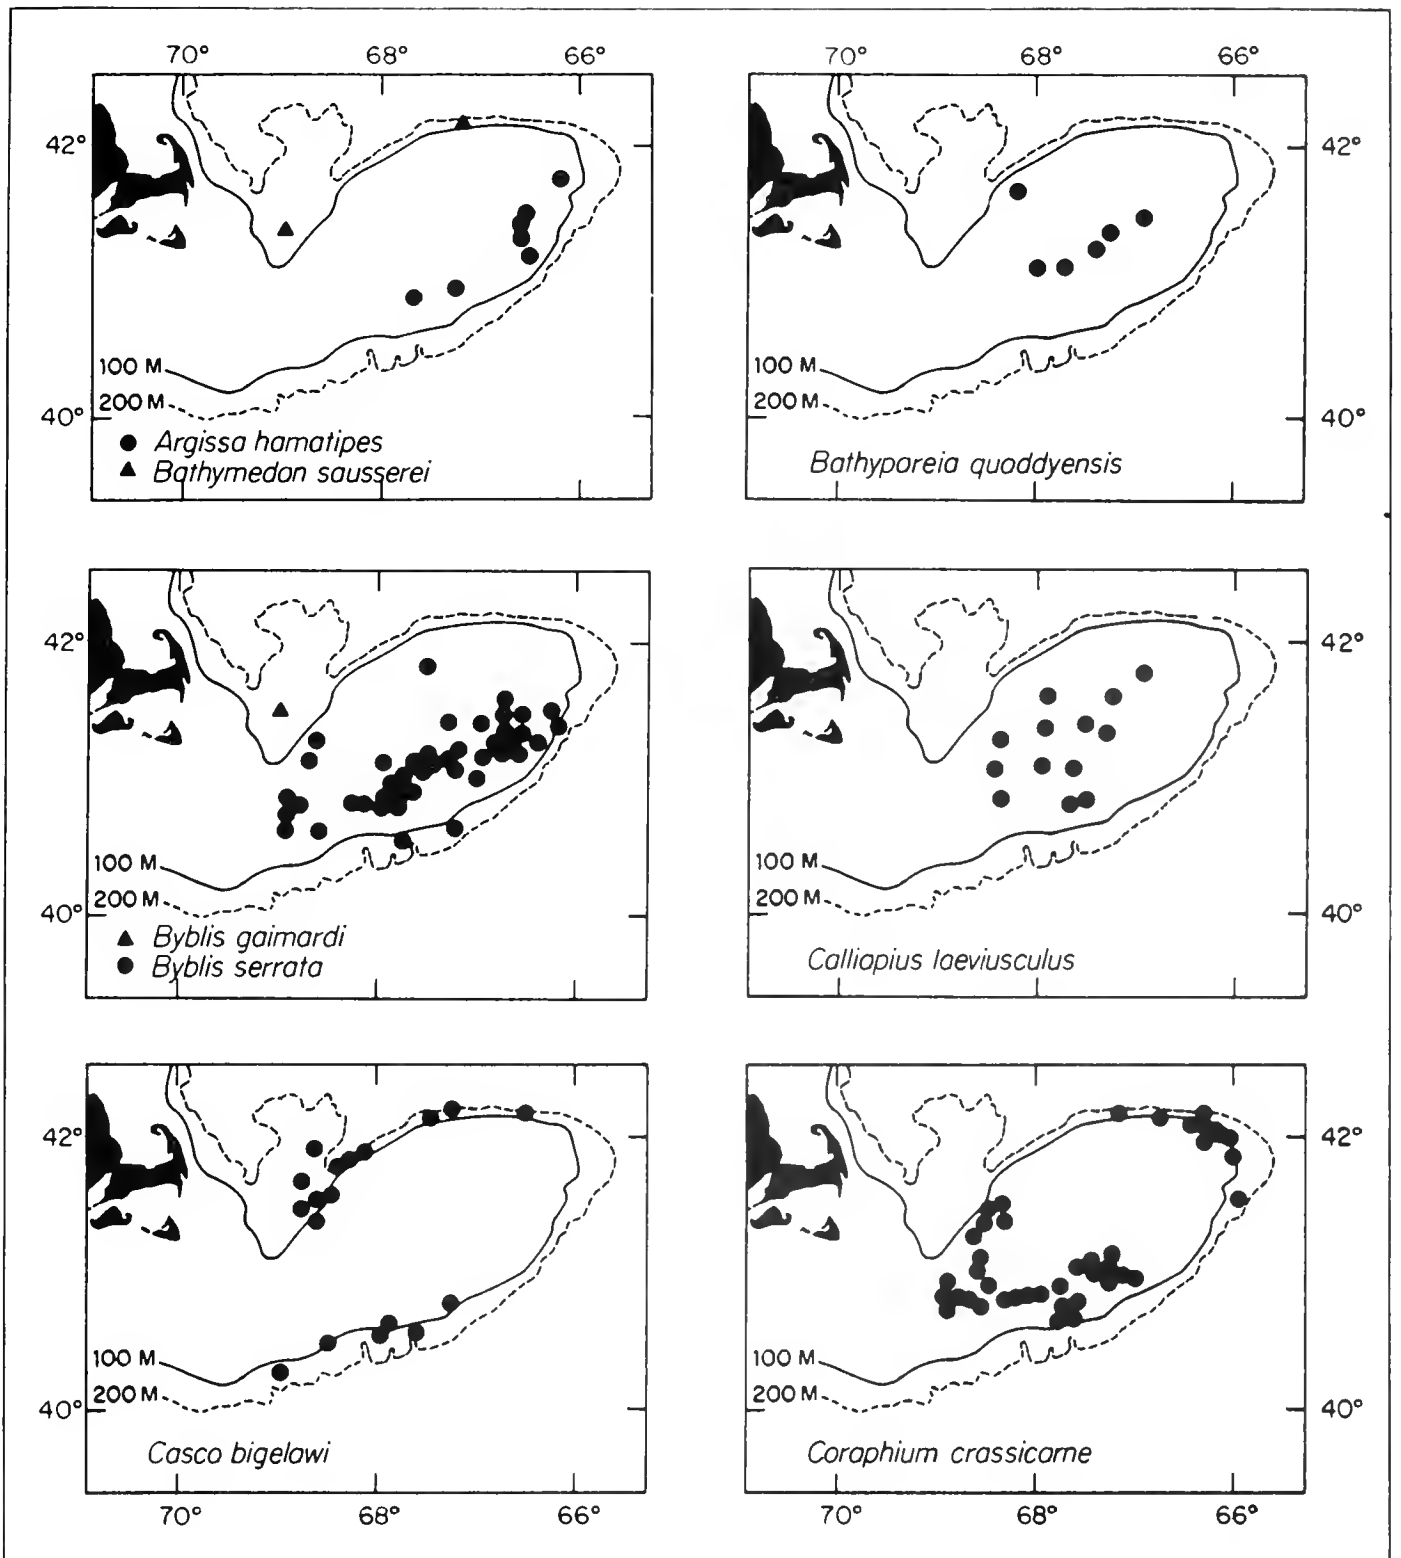 70° 68° 66° 70° 68° 66°
42° 42°
100 M
200 M
40°
Argissa hamatipes
Bathymedon sausserei
100 M
200 M
40°
Bathyporeia quoddyensis
42° 42°
100 M
200 M
40°
Byblis gaimardi
Byblis serrata
100 M
200 M
40°
Calliopius laeviusculus
42° 42°
100 M
200 M
40°
Casco bigelowi
100 M
200 M
40°
Coraphium crassicorne
70° 68° 66° 70° 68° 66°